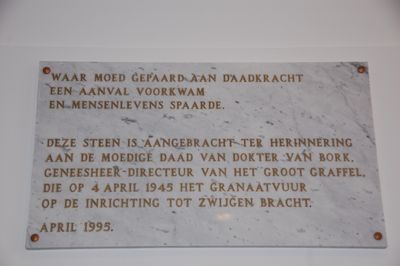 WAAR MOED GEPAARD AAN DAADKRACHT
EEN AANVAL VOORKWAM
EN MENSENLEVENS SPAARDE.
DEZE STEEN IS AANGEBRACHT TER HERINNERING
AAN DE MOEDIGE DAAD VAN DOKTER VAN BORK,
GENEESHEER-DIRECTEUR VAN HET GROOT GRAFFEL,
DIE OP 4 APRIL 1945 HET GRANAATVUUR
OP DE INRICHTING TOT ZWIJGEN BRACHT.
APRIL 1995.